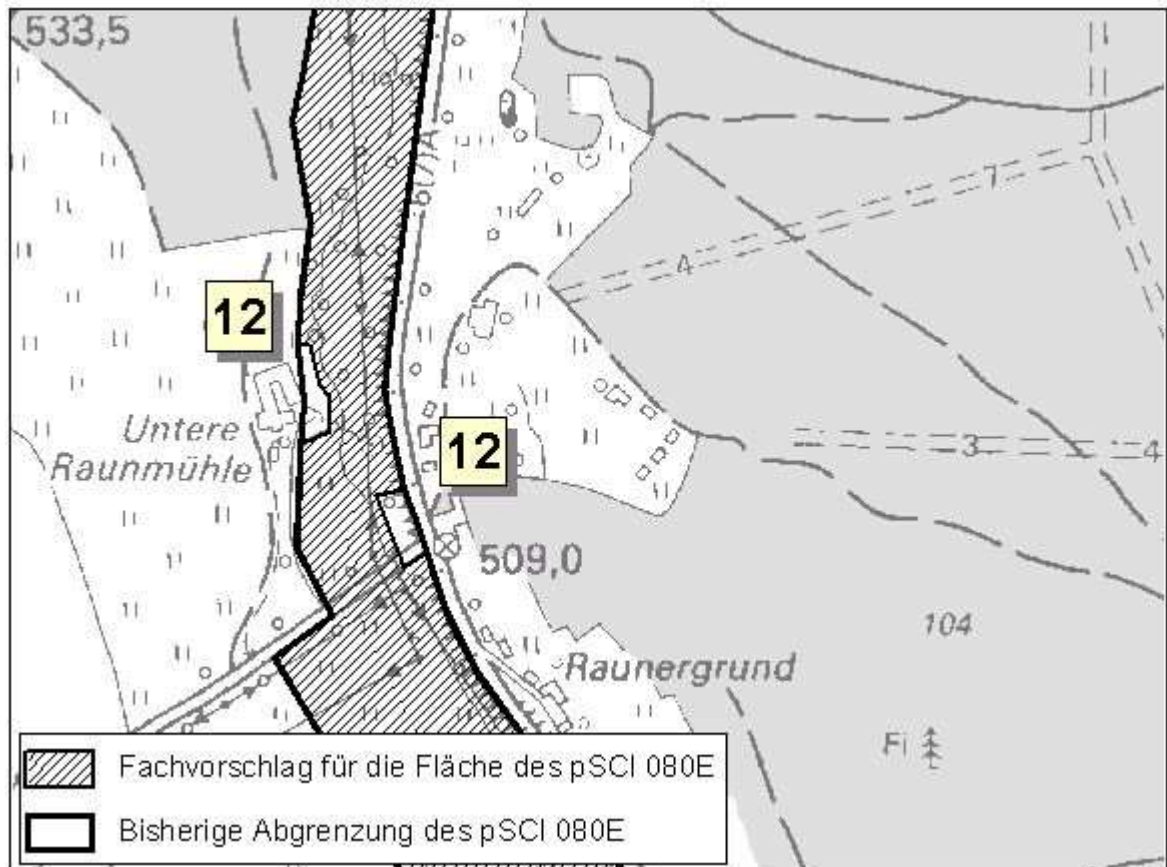 533,5
7
4
12
Untere
Raunmühle
12
3
4
509,0
104
Raunergrund
Fi
Fachvorschlag für die Fläche des pSCI 080E
Bisherige Abgrenzung des pSCI 080E